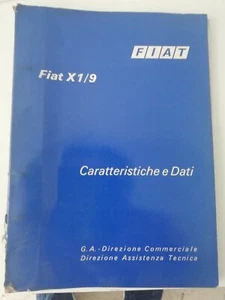 FIAT
Fiat X1/9
Caratteristiche e Dati
G.A.-Direzione Commerciale
Direzione Assistenza Tecnica